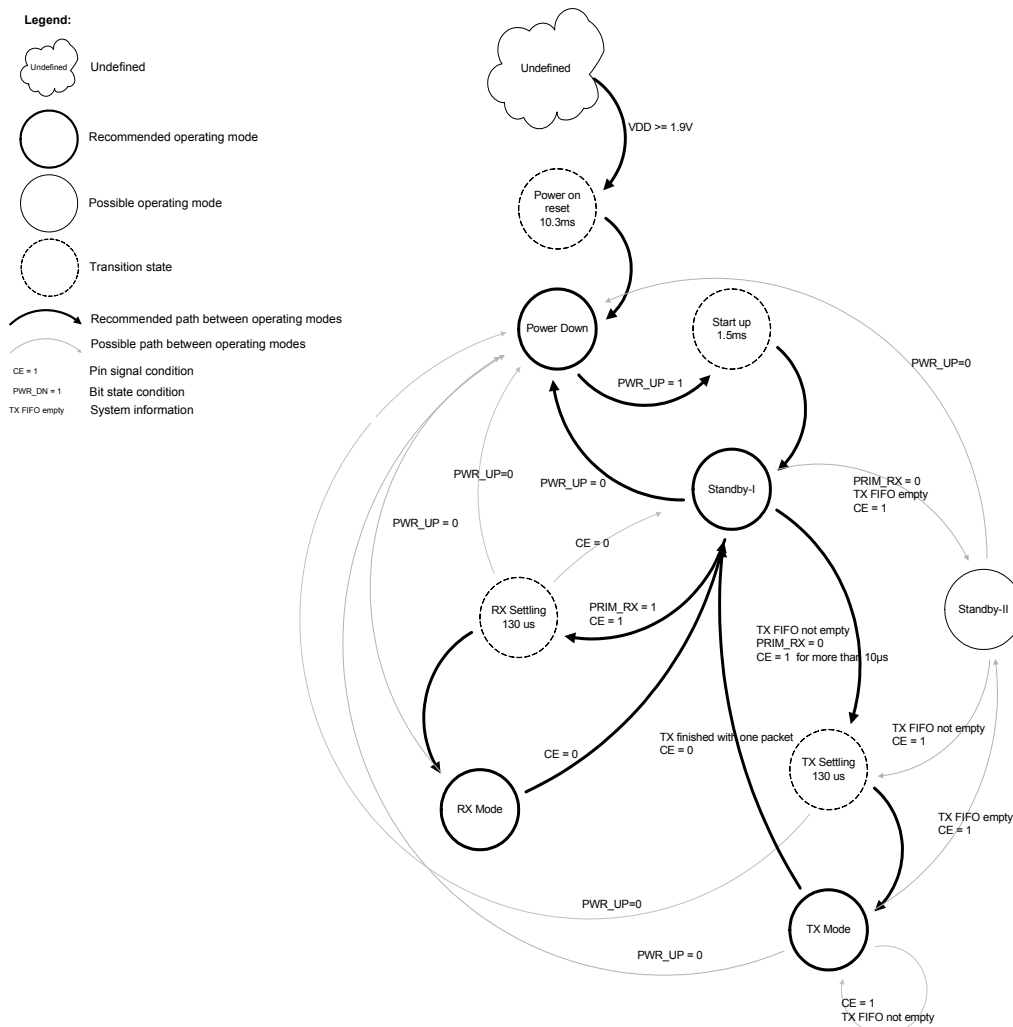 Legend:
Undefined
Undefined
Recommended operating mode
Possible operating mode
Transition state
Recommended path between operating modes
Possible path between operating modes
CE = 1
Pin signal condition
PWR_DN = 1
Bit state condition
TX FIFO empty
System information
Undefined
VDD >= 1.9V
Power on
reset
10.3ms
Power Down
Start up
1.5ms
PWR_UP = 1
PWR_UP=0
PWR_UP=0
PWR_UP = 0
Standby-I
PRIM_RX = 0
TX FIFO empty
CE = 1
PWR_UP = 0
CE = 0
RX Settling
130 us
PRIM_RX = 1
CE = 1
Standby-II
TX FIFO not empty
PRIM_RX = 0
CE = 1 for more than 10µs
TX FIFO not empty
CE = 1
TX finished with one packet
CE = 0
CE = 0
TX Settling
130 us
RX Mode
TX FIFO empty
CE = 1
PWR_UP=0
TX Mode
PWR_UP = 0
CE = 1
TX FIFO not empty